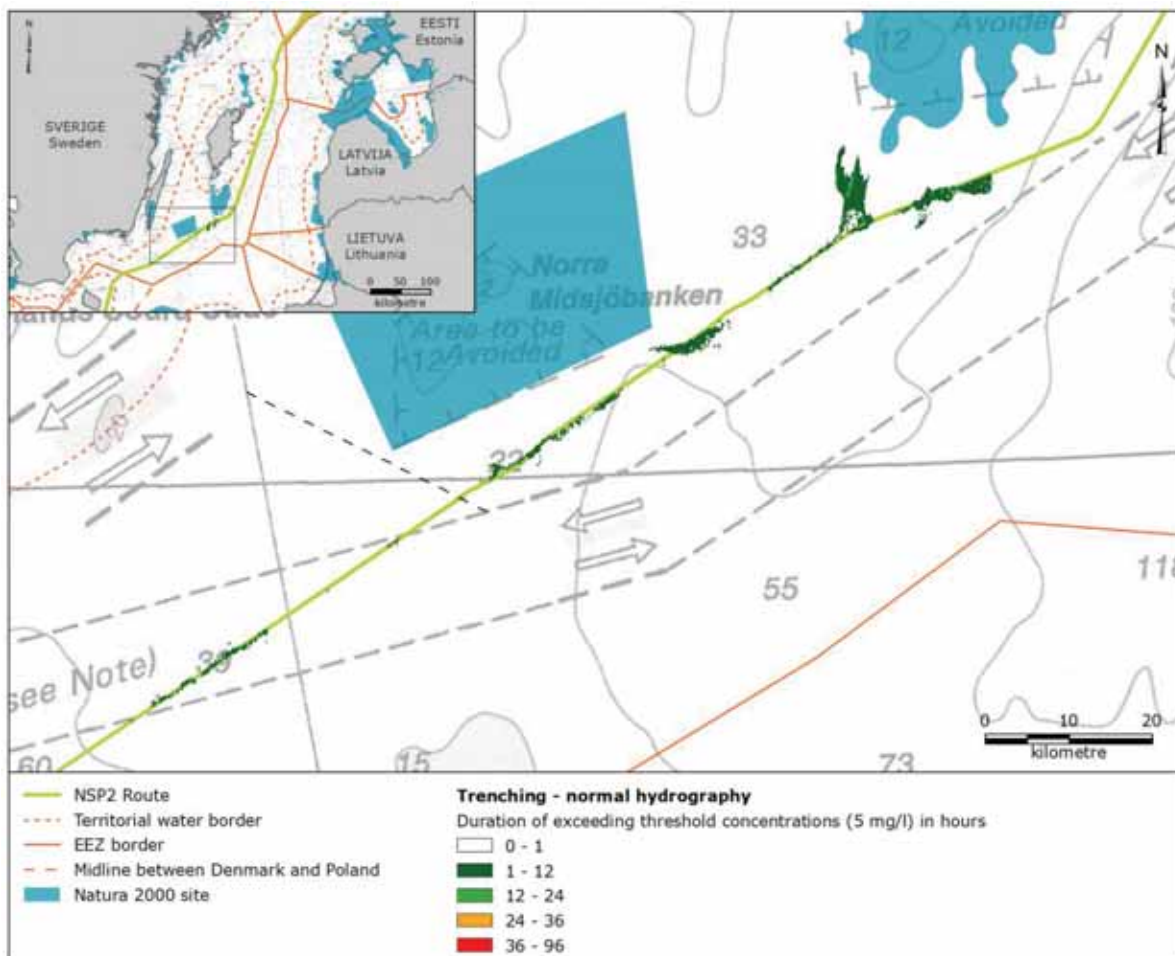 N
EESTI
Estonia
SVERIGE
Sweden
LATVIJA
Latvia
LIETUVA
Lithuania
0 50 100
kilometre
Avoided
12
N
33
Norra
Midsjöbanken
Area to be
Avoided
12
20
32
39
see Note)
55
118
60
15
73
0 10 20
kilometre
NSP2 Route
Territorial water border
EEZ border
Midline between Denmark and Poland
Natura 2000 site
Trenching - normal hydrography
Duration of exceeding threshold concentrations (5 mg/l) in hours
0 - 1
1 - 12
12 - 24
24 - 36
36 - 96